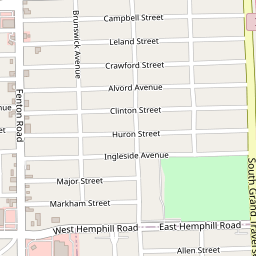 Campbell Street
Brunswick Avenue
Leland Street
Crawford Street
Alvord Avenue
Fenton Road
Clinton Street
Huron Street
Ingleside Avenue
South Grand Traverse
Major Street
Markham Street
West Hemphill Road
East Hemphill Road
Allen Street